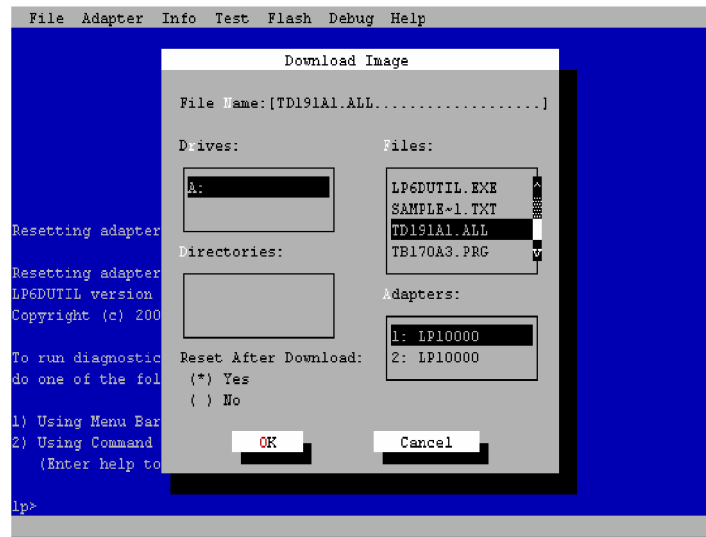 File Adapter Info Test Flash Debug Help
Download Image
File Name:[TD191A1.ALL...................]
Drives:
A:
Files:
LP6DUTIL.EXE
SAMPLE~1.TXT
TD191A1.ALL
TB170A3.PRG
Directories:
Adapters:
1: LP10000
2: LP10000
Reset After Download:
(*) Yes
( ) No
OK
Cancel
Resetting adapter
Resetting adapter
LP6DUTIL version
Copyright (c) 200
To run diagnostic
do one of the fol
1) Using Menu Bar
2) Using Command
(Enter help to
lp>